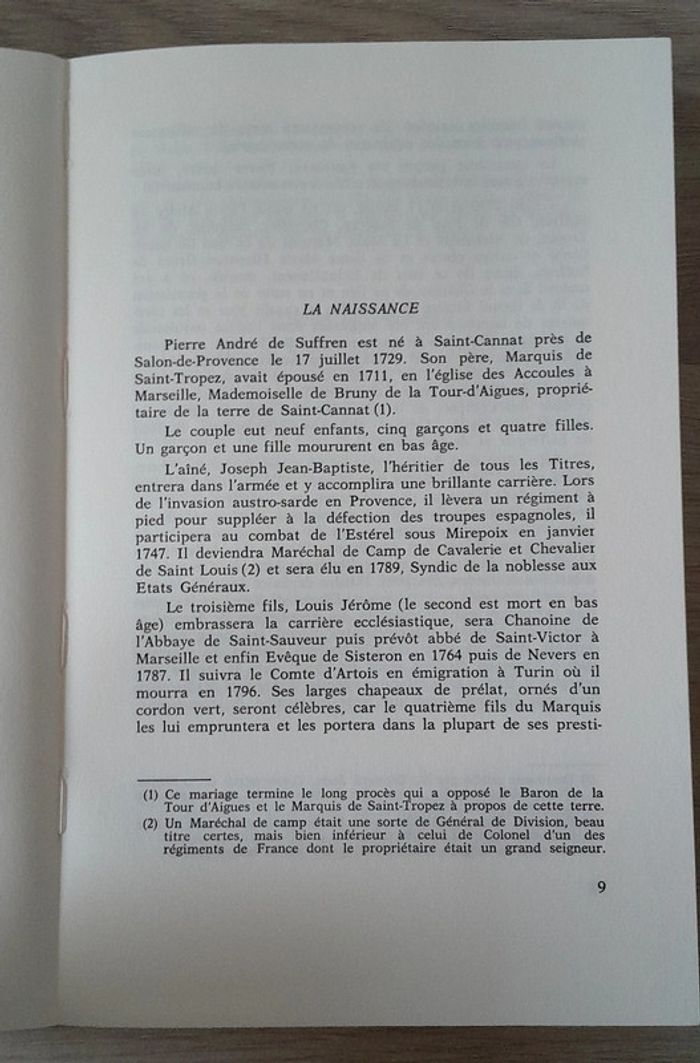 LA NAISSANCE
Pierre André de Suffren est né à Saint-Cannat près de
Salon-de-Provence le 17 juillet 1729. Son père, Marquis de
Saint-Tropez, avait épousé en 1711, en l'église des Accoules à
Marseille, Mademoiselle de Bruny de la Tour-d'Aigues, proprié-
taire de la terre de Saint-Cannat (1).
Le couple eut neuf enfants, cinq garçons et quatre filles.
Un garçon et une fille moururent en bas âge.
L'aîné, Joseph Jean-Baptiste, l'héritier de tous les Titres,
entrera dans l'armée et y accomplira une brillante carrière. Lors
de l'invasion austro-sarde en Provence, il lèvera un régiment à
pied pour suppléer à la défection des troupes espagnoles, il
participera au combat de l'Estérel sous Mirepoix en janvier
1747. Il deviendra Maréchal de Camp de Cavalerie et Chevalier
de Saint Louis (2) et sera élu en 1789, Syndic de la noblesse aux
Etats Généraux.
Le troisième fils, Louis Jérôme (le second est mort en bas
âge) embrassera la carrière ecclésiastique, sera Chanoine de
l'Abbaye de Saint-Sauveur puis prévôt abbé de Saint-Victor à
Marseille et enfin Evêque de Sisteron en 1764 puis de Nevers en
1787. Il suivra le Comte d'Artois en émigration à Turin où il
mourra en 1796. Ses larges chapeaux de prélat, ornés d'un
cordon vert, seront célèbres, car le quatrième fils du Marquis
les lui empruntera et les portera dans la plupart de ses presti-
(1) Ce mariage termine le long procès qui a opposé le Baron de la
Tour d'Aigues et le Marquis de Saint-Tropez à propos de cette terre.
(2) Un Maréchal de camp était une sorte de Général de Division, beau
titre certes, mais bien inférieur à celui de Colonel d'un des
régiments de France dont le propriétaire était un grand seigneur.
9